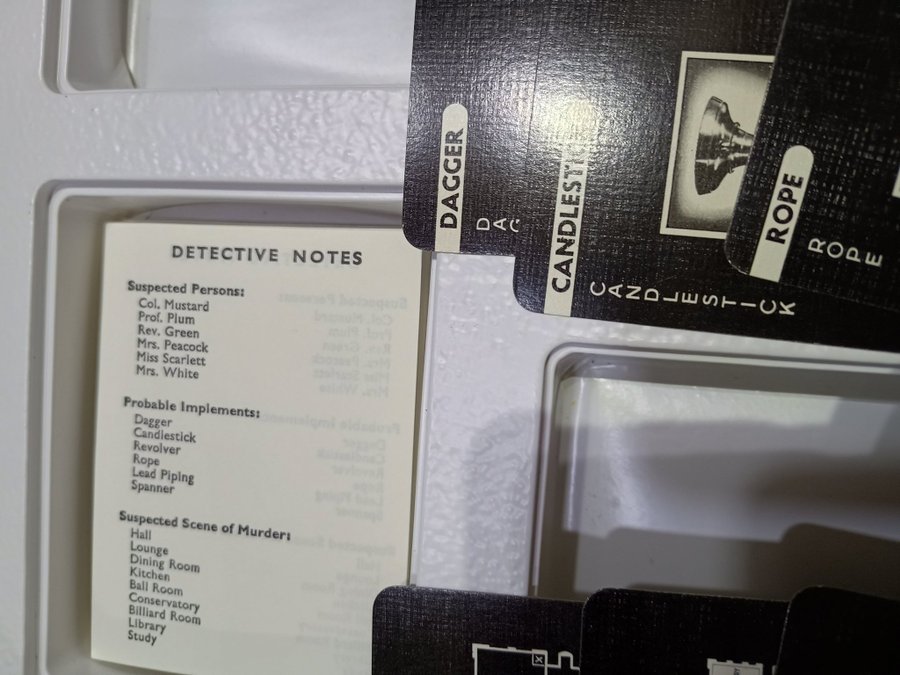 DETECTIVE NOTES
Suspected Persons:
Col. Mustard
Prof. Plum
Rev. Green
Mrs. Peacock
Miss Scarlett
Mrs. White
Probable Implements:
Dagger
Candlestick
Revolver
Rope
Lead Piping
Spanner
Suspected Scene of Murder:
Hall
Lounge
Dining Room
Kitchen
Ball Room
Conservatory
Billiard Room
Library
Study
DAGGER
CANDLESTI
CANDLESTICK
ROPE
ROPE